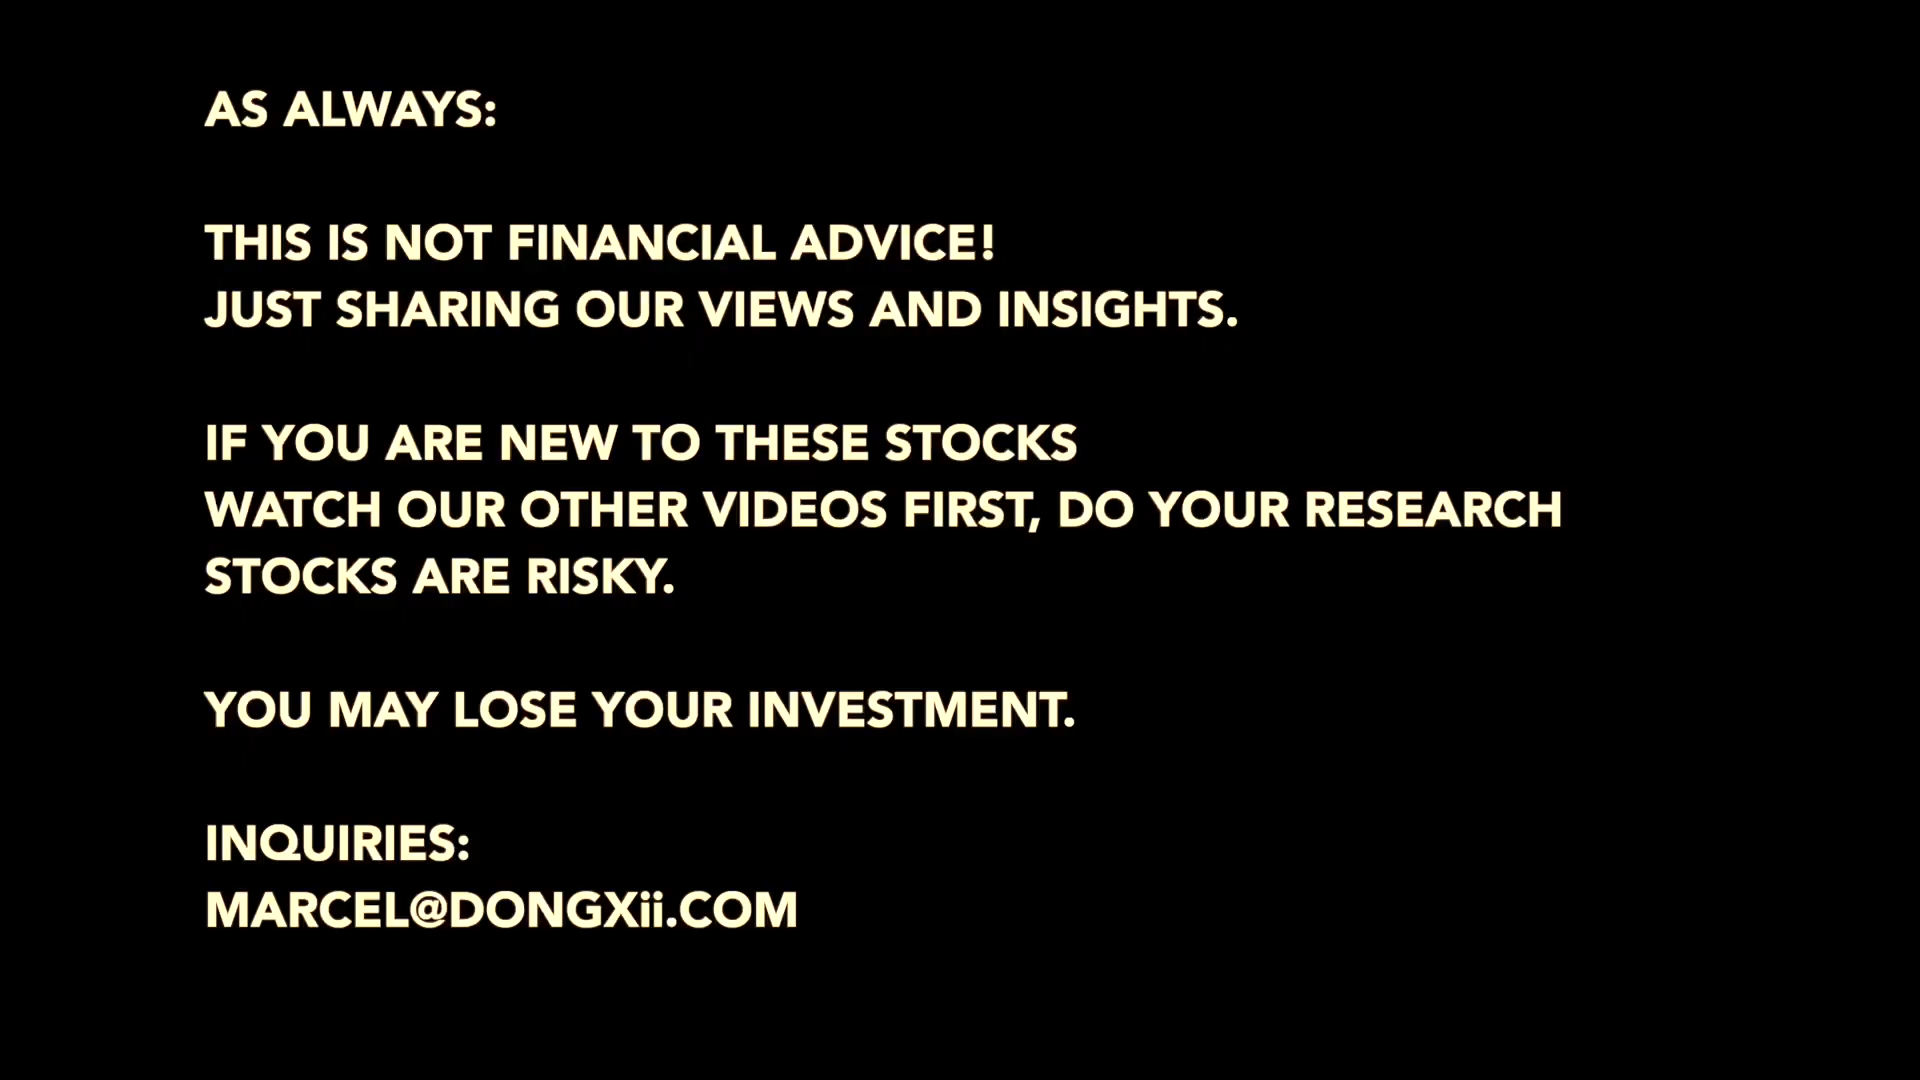 AS ALWAYS:
THIS IS NOT FINANCIAL ADVICE!
JUST SHARING OUR VIEWS AND INSIGHTS.
IF YOU ARE NEW TO THESE STOCKS
WATCH OUR OTHER VIDEOS FIRST, DO YOUR RESEARCH
STOCKS ARE RISKY.
YOU MAY LOSE YOUR INVESTMENT.
INQUIRIES:
MARCEL@DONGXii.COM